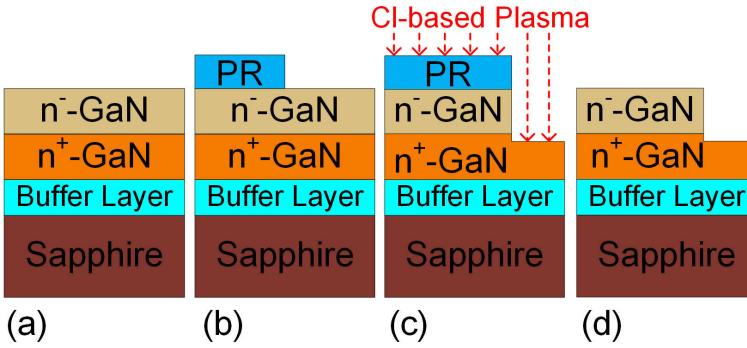 Cl-based Plasma
PR
PR
n⁻-GaN
n⁻-GaN
n⁻-GaN
n⁻-GaN
n⁺-GaN
n⁺-GaN
n⁺-GaN
n⁺-GaN
Buffer Layer
Buffer Layer
Buffer Layer
Buffer Layer
Sapphire
Sapphire
Sapphire
Sapphire
(a)
(b)
(c)
(d)